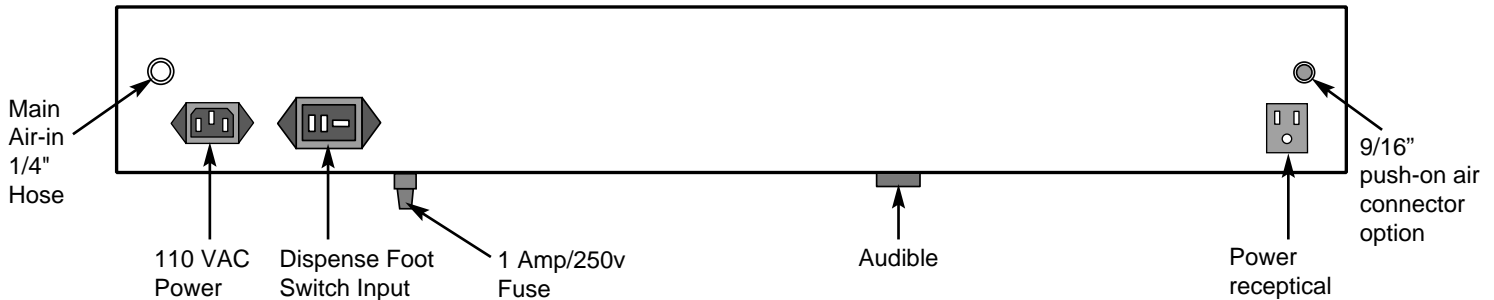 Main
Air-in
1/4"
Hose
110 VAC
Power
Dispense Foot
Switch Input
1 Amp/250v
Fuse
Audible
Power
receptical
9/16”
push-on air
connector
option